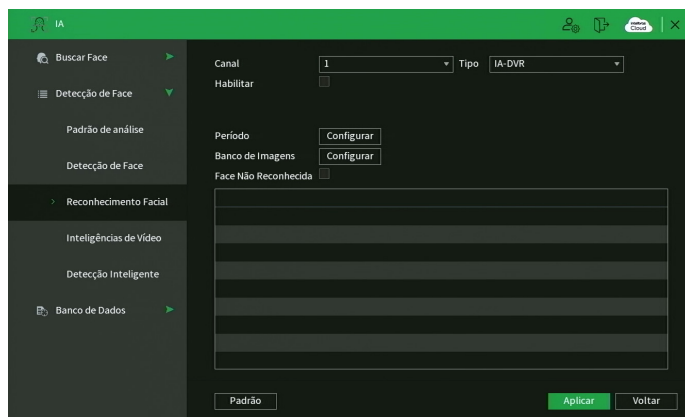 IA
intelbras
Cloud
Buscar Face
Detecção de Face
Padrão de análise
Detecção de Face
Reconhecimento Facial
Inteligências de Vídeo
Detecção Inteligente
Banco de Dados
Canal 1 Tipo IA-DVR
Habilitar
Período Configurar
Banco de Imagens Configurar
Face Não Reconhecida
Padrão Aplicar Voltar